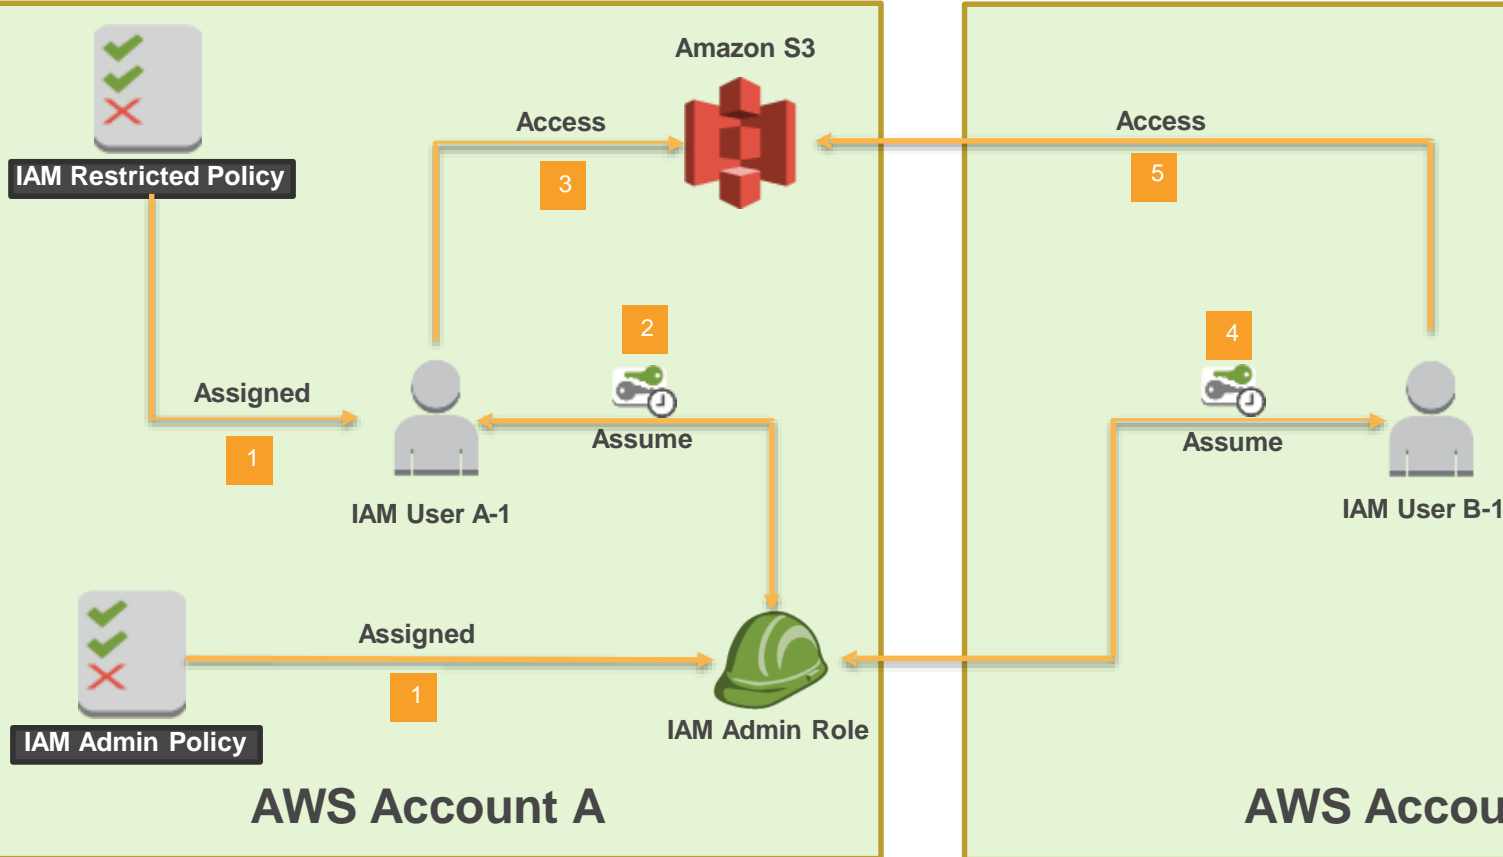 Amazon S3
Access
3
Access
5
IAM Restricted Policy
2
4
Assigned
1
Assume
Assume
IAM User A-1
IAM User B-1
Assigned
1
IAM Admin Role
IAM Admin Policy
AWS Account A
AWS Accou